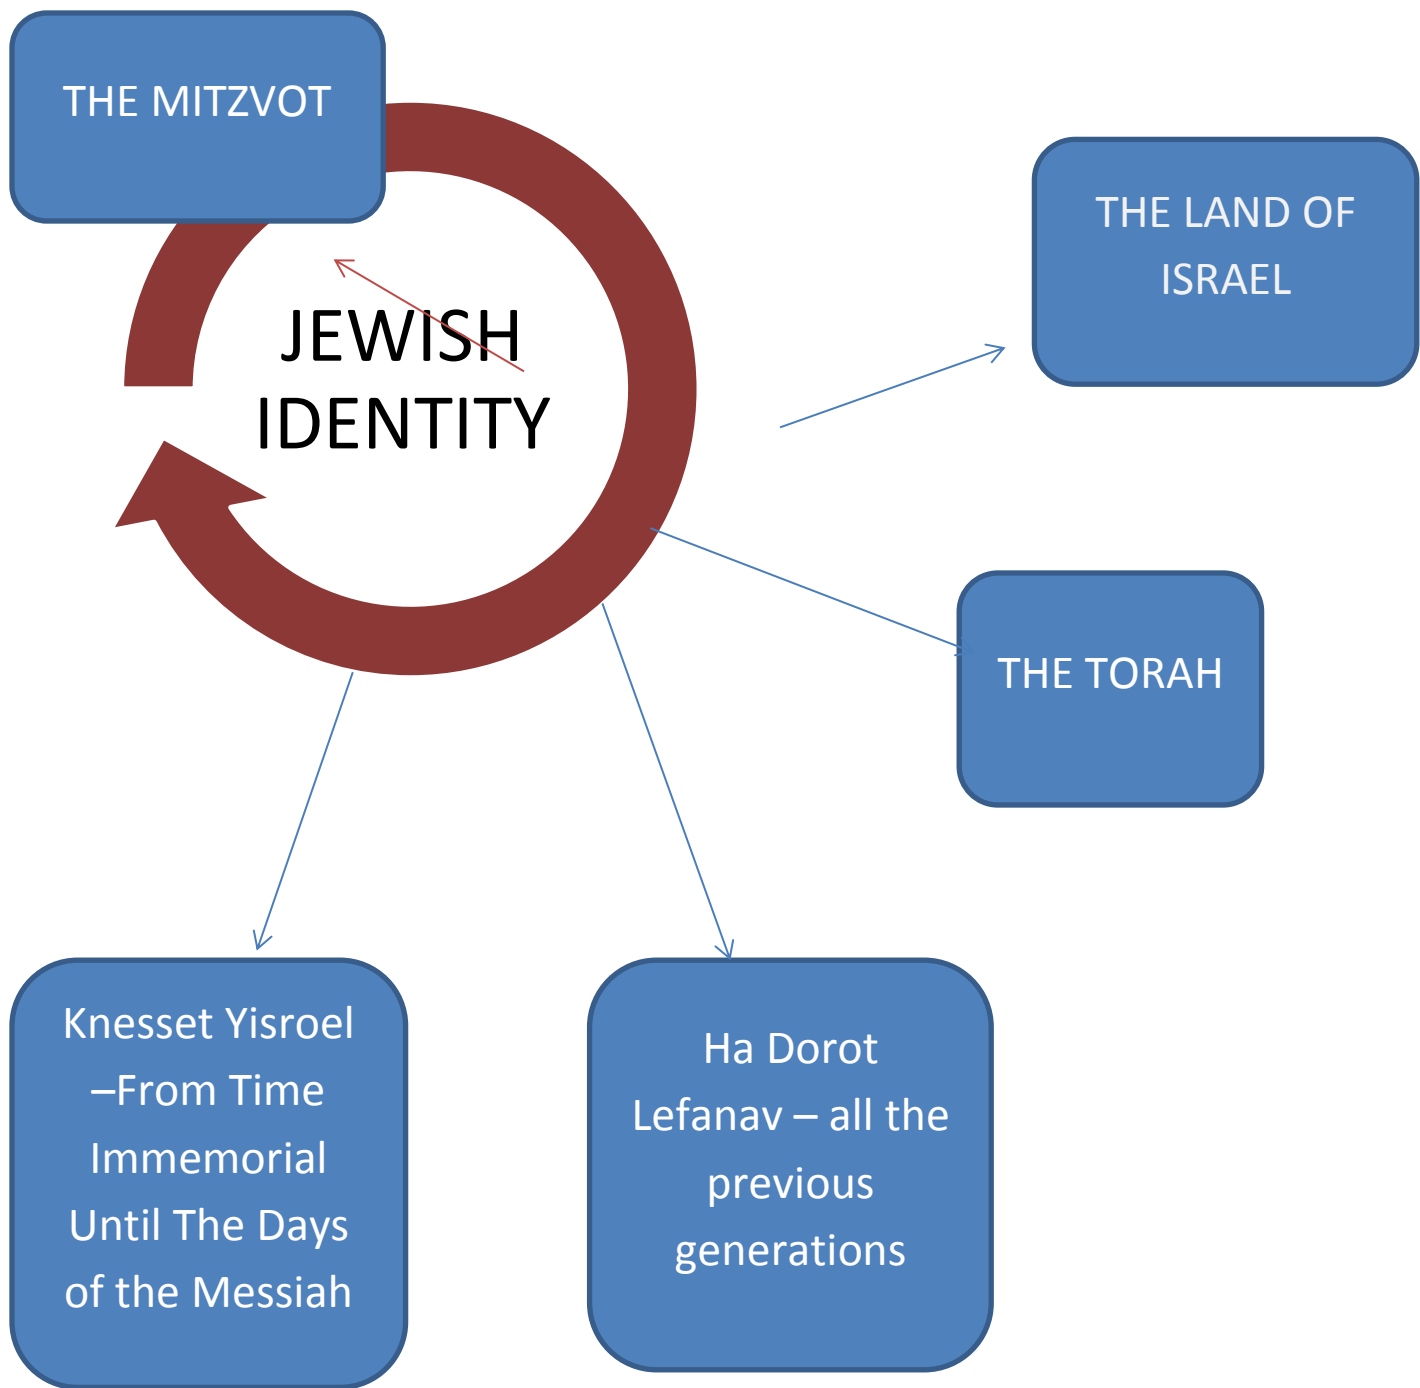 THE MITZVOT
THE LAND OF
ISRAEL
JEWISH
IDENTITY
THE TORAH
Knesset Yisroel
–From Time
Immemorial
Until The Days
of the Messiah
Ha Dorot
Lefanav – all the
previous
generations